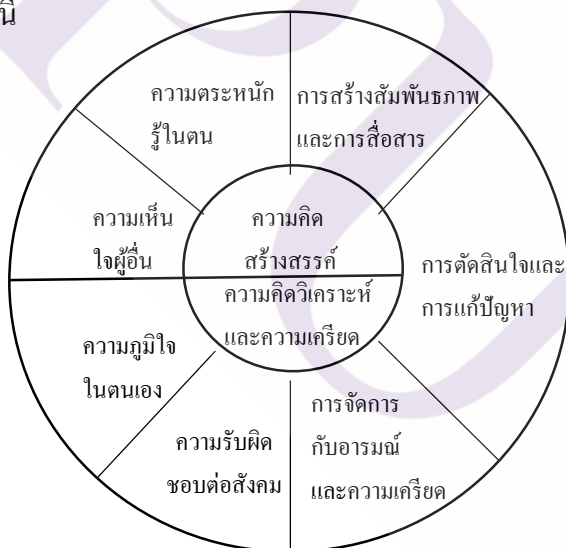 นี้
ความตระหนัก
รู้ในตน
การสร้างสัมพันธภาพ
และการสื่อสาร
ความเห็น
ใจผู้อื่น
ความคิด
สร้างสรรค์
ความคิดวิเคราะห์
และความเครียด
การตัดสินใจและ
การแก้ปัญหา
ความภูมิใจ
ในตนเอง
ความรับผิด
ชอบต่อสังคม
การจัดการ
กับอารมณ์
และความเครียด